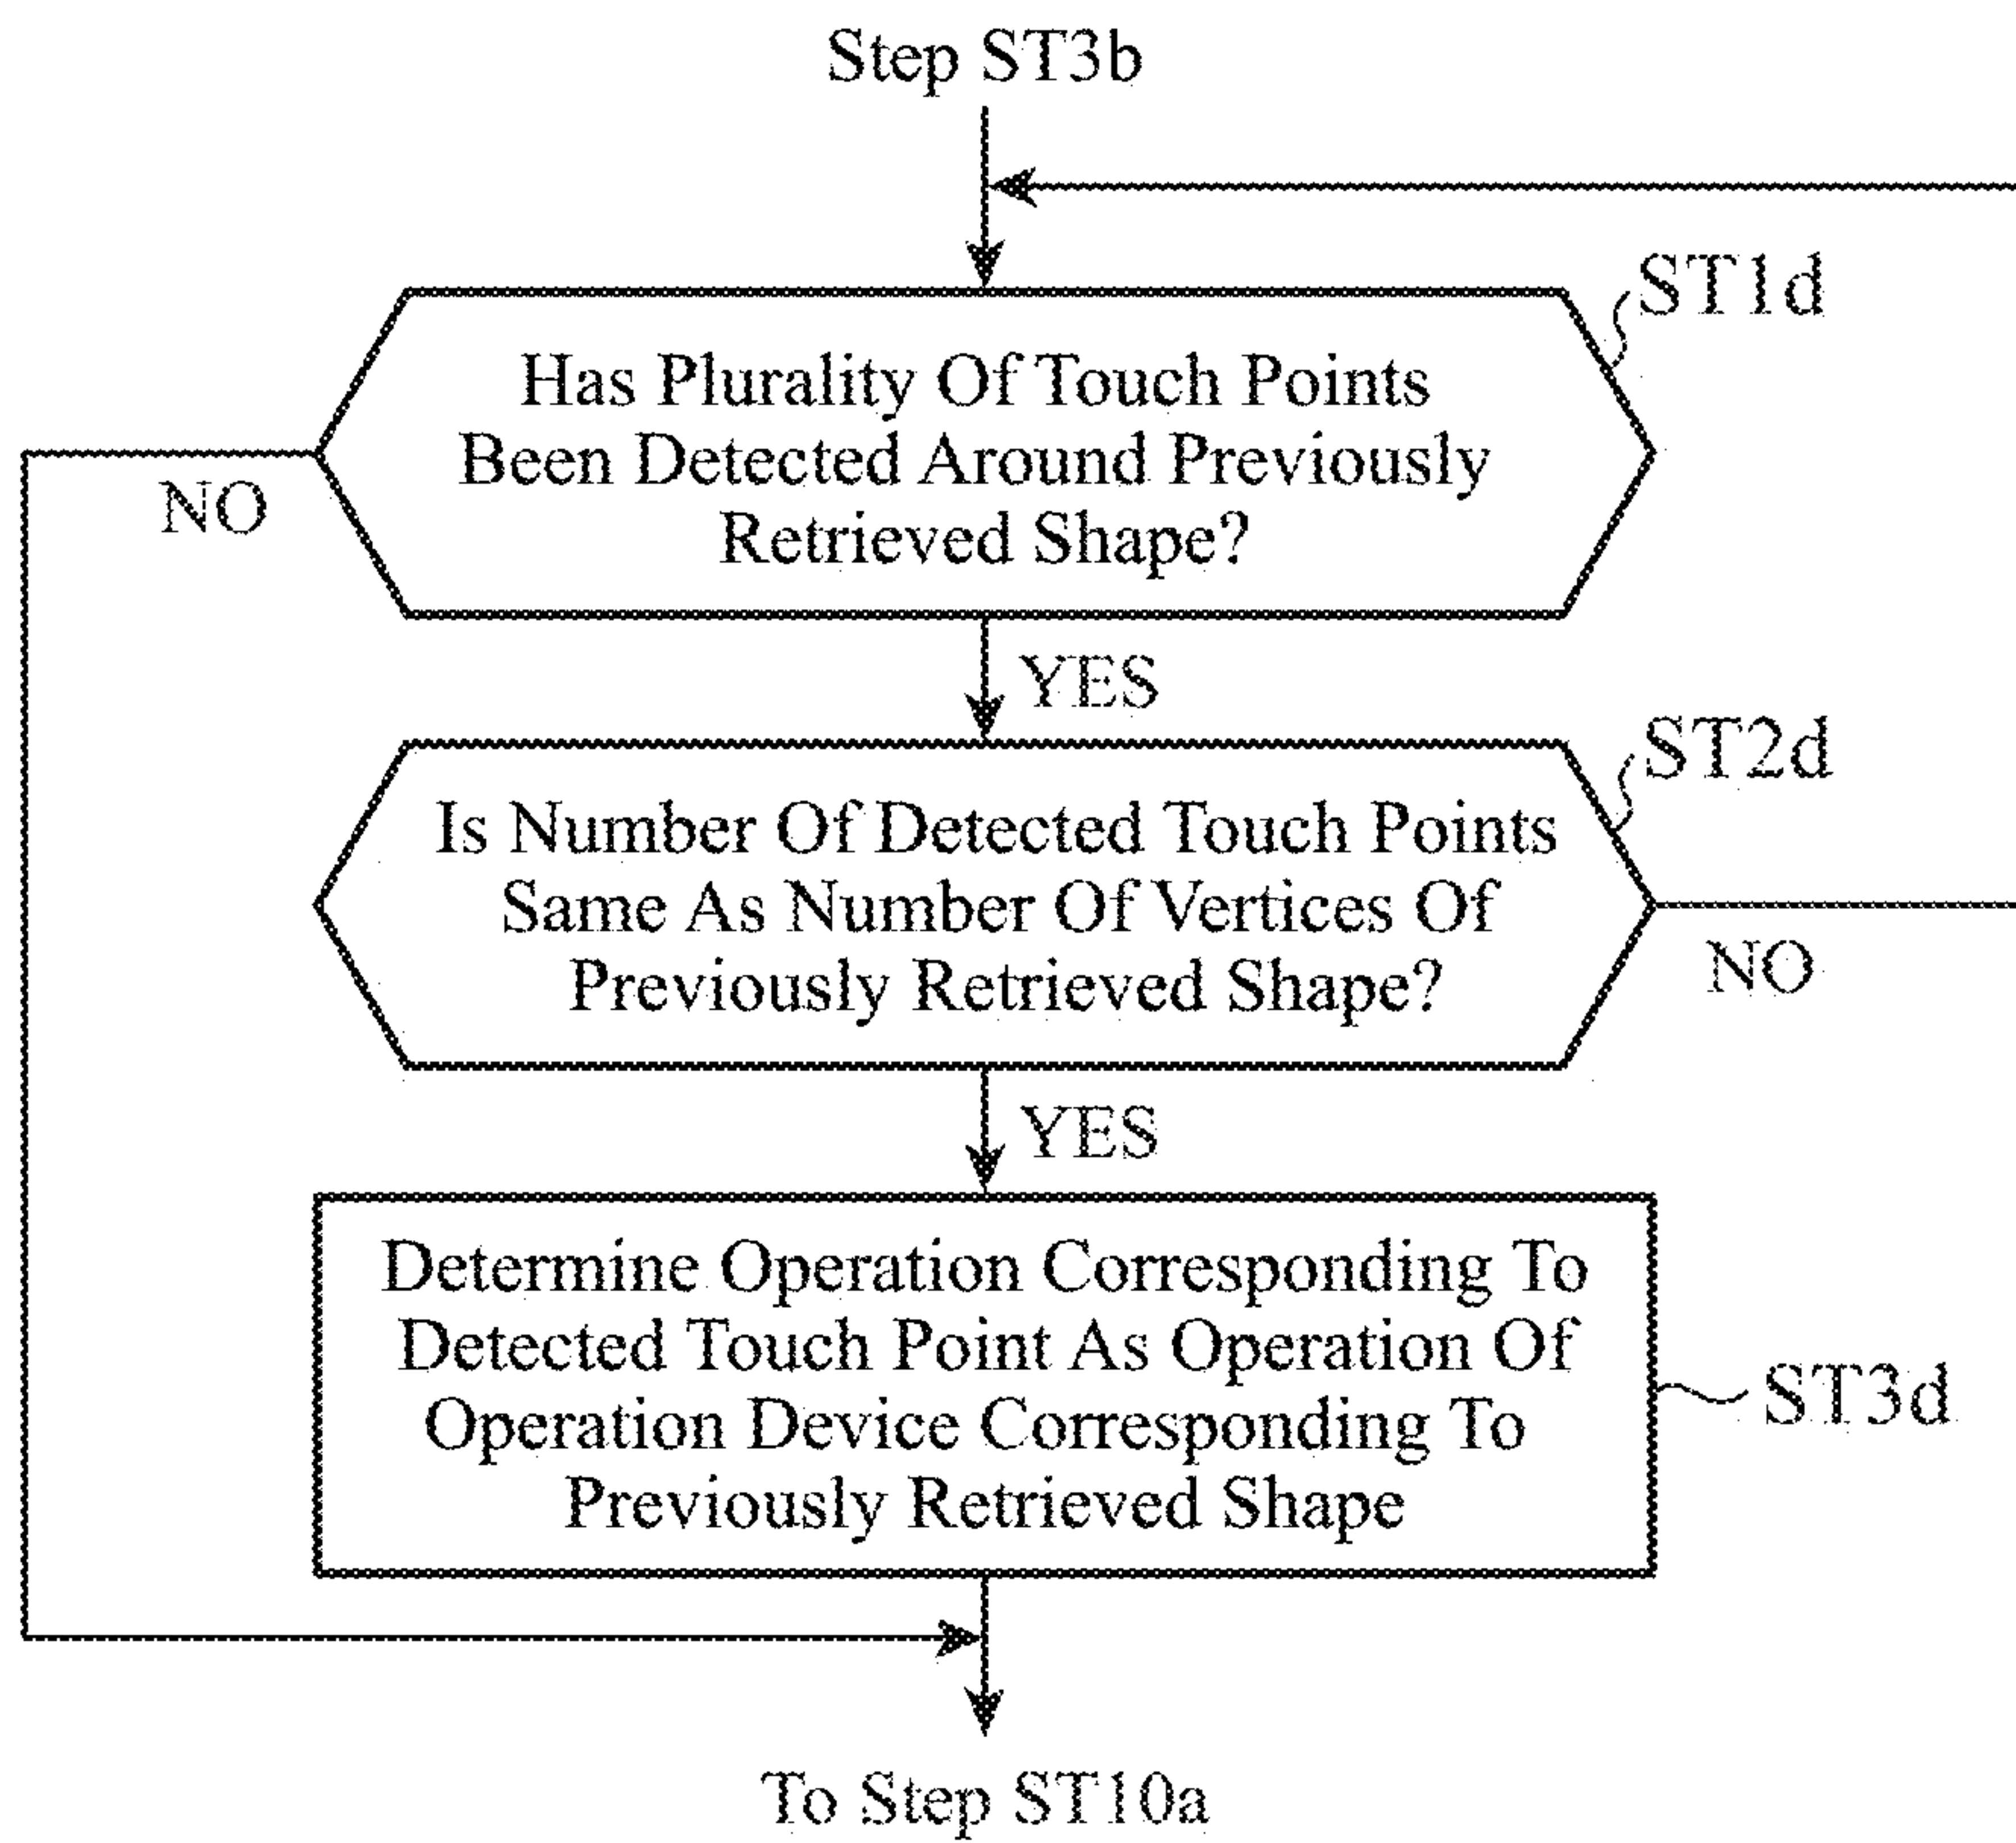 Step ST3b
ST1d
Has Plurality Of Touch Points
Been Detected Around Previously
Retrieved Shape?
NO
YES
ST2d
Is Number Of Detected Touch Points
Same As Number Of Vertices Of
Previously Retrieved Shape?
NO
YES
Determine Operation Corresponding To
Detected Touch Point As Operation Of
Operation Device Corresponding To
Previously Retrieved Shape
ST3d
To Step ST10a